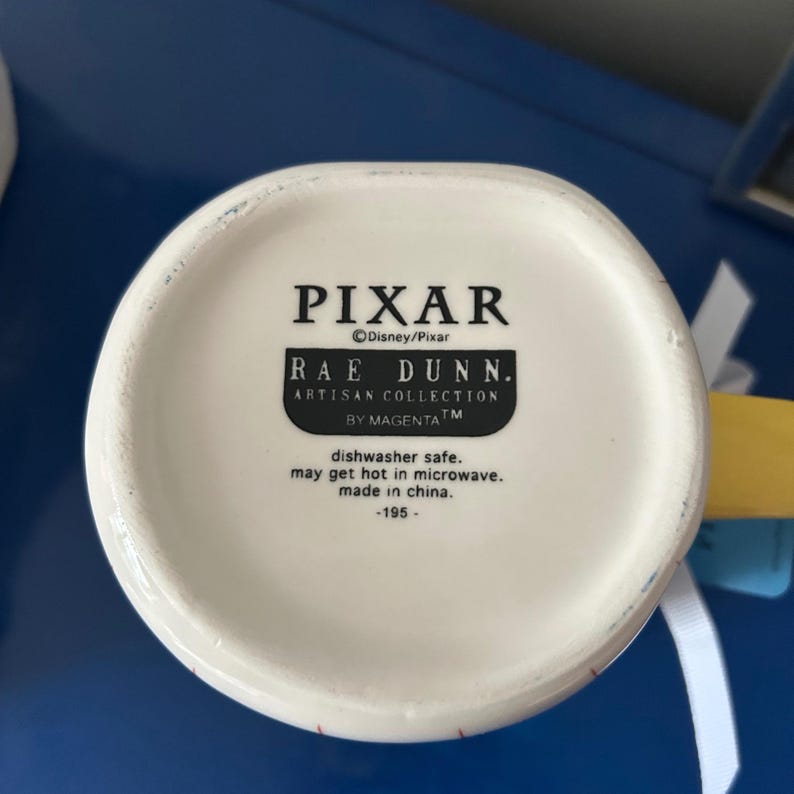 PIXAR
©Disney/Pixar
RAE DUNN.
ARTISAN COLLECTION
BY MAGENTA™
dishwasher safe.
may get hot in microwave.
made in china.
-195 -